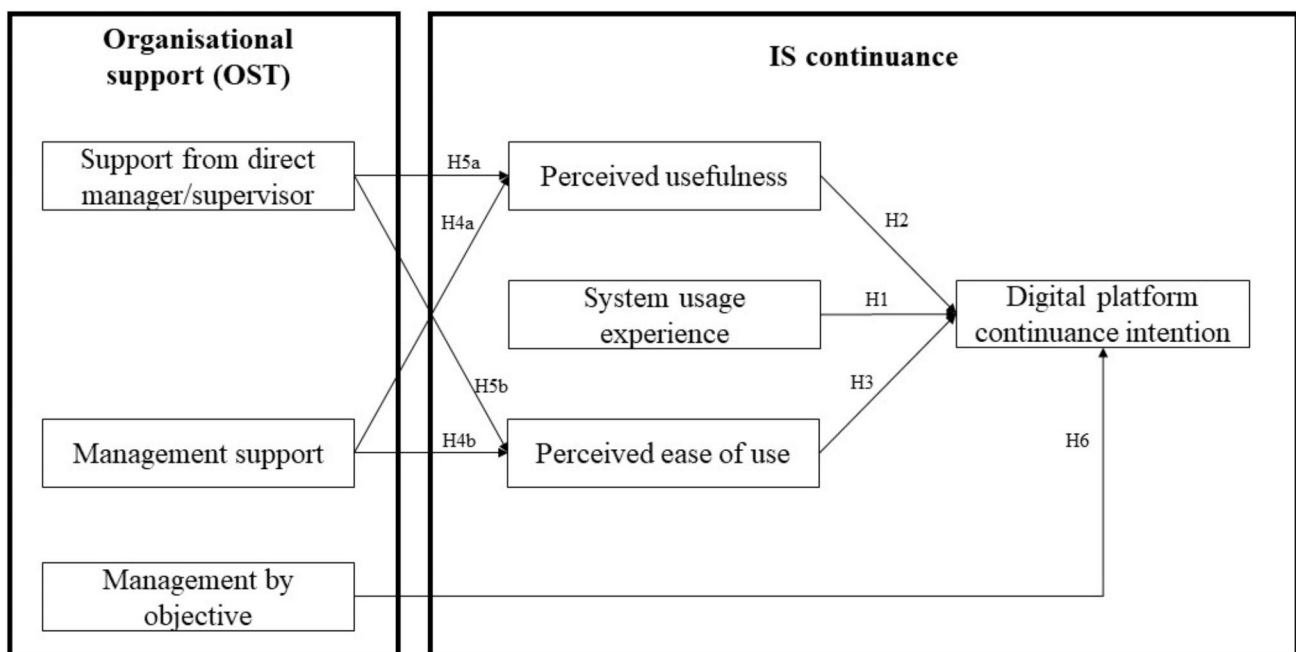 Organisational
support (OST)
IS continuance
Support from direct
manager/supervisor
H5a
Perceived usefulness
H4a
H2
System usage
experience
H1
Digital platform
continuance intention
H5b
H3
Management support
H4b
Perceived ease of use
H6
Management by
objective